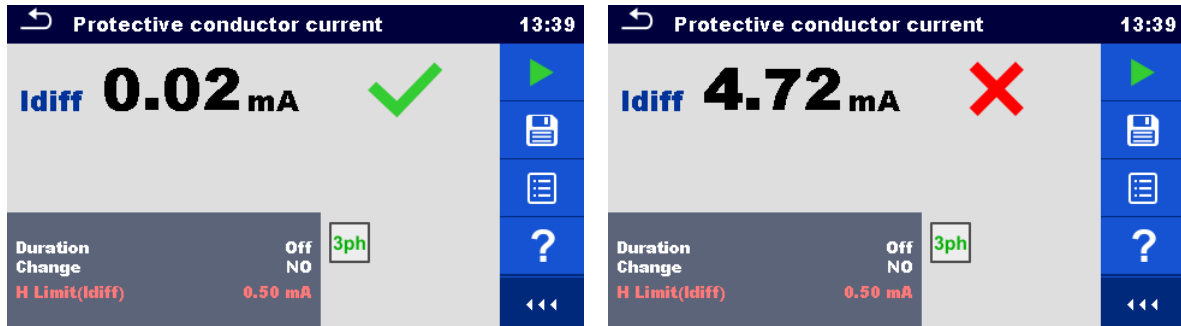 Protective conductor current 13:39
Idiff 0.02 mA
Duration Off
Change NO
H Limit(Idiff) 0.50 mA
3ph
?
Protective conductor current 13:39
Idiff 4.72 mA
Duration Off
Change NO
H Limit(Idiff) 0.50 mA
3ph
?